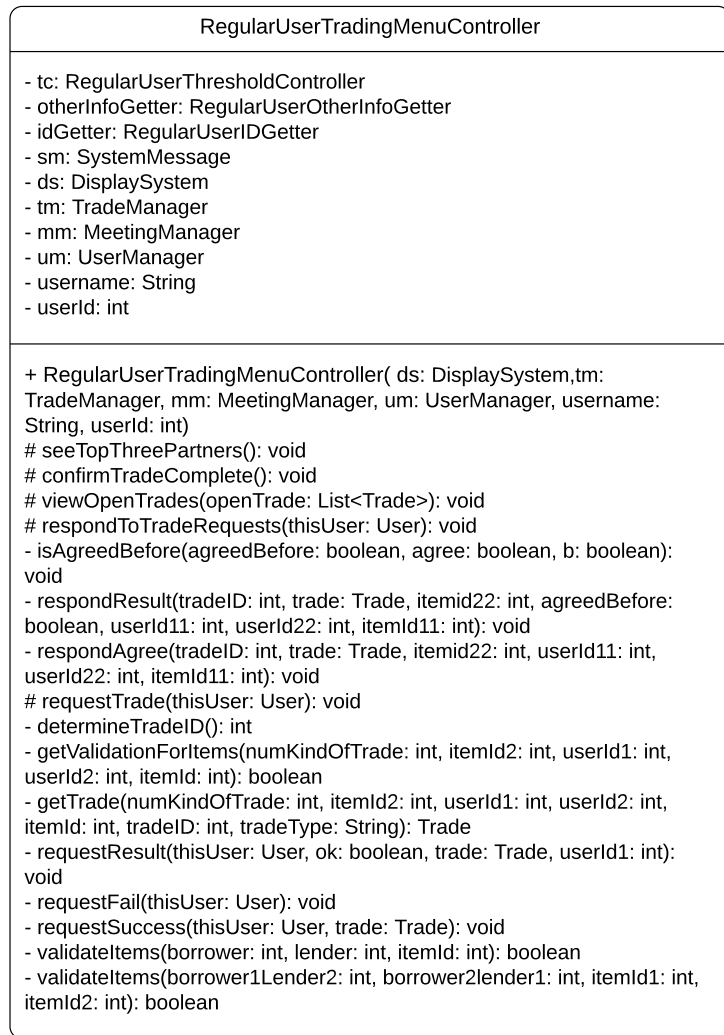 RegularUserTradingMenuController
- tc: RegularUserThresholdController
- otherInfoGetter: RegularUserOtherInfoGetter
- idGetter: RegularUserIDGetter
- sm: SystemMessage
- ds: DisplaySystem
- tm: TradeManager
- mm: MeetingManager
- um: UserManager
- username: String
- userId: int
+ RegularUserTradingMenuController( ds: DisplaySystem,tm:
TradeManager, mm: MeetingManager, um: UserManager, username:
String, userId: int)
# seeTopThreePartners(): void
# confirmTradeComplete(): void
# viewOpenTrades(openTrade: List<Trade>): void
# respondToTradeRequests(thisUser: User): void
- isAgreedBefore(agreedBefore: boolean, agree: boolean, b: boolean):
void
- respondResult(tradeID: int, trade: Trade, itemid22: int, agreedBefore:
boolean, userId11: int, userId22: int, itemId11: int): void
- respondAgree(tradeID: int, trade: Trade, itemid22: int, userId11: int,
userId22: int, itemId11: int): void
# requestTrade(thisUser: User): void
- determineTradeID(): int
- getValidationForItems(numKindOfTrade: int, itemId2: int, userId1: int,
userId2: int, itemId: int): boolean
- getTrade(numKindOfTrade: int, itemId2: int, userId1: int, userId2: int,
itemId: int, tradeID: int, tradeType: String): Trade
- requestResult(thisUser: User, ok: boolean, trade: Trade, userId1: int):
void
- requestFail(thisUser: User): void
- requestSuccess(thisUser: User, trade: Trade): void
- validateItems(borrower: int, lender: int, itemId: int): boolean
- validateItems(borrower1Lender2: int, borrower2lender1: int, itemId1: int,
itemId2: int): boolean